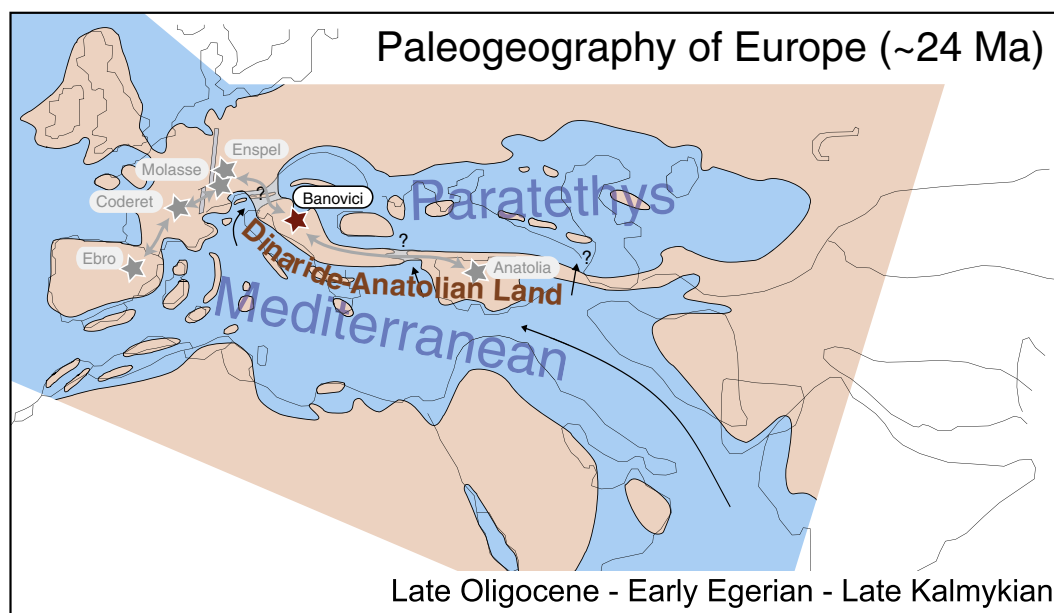 Paleogeography of Europe (~24 Ma)
Enspel
Molasse
?
Banovici
Coderet
Paratethys
?
?
Ebro
Anatolia
Dinaride-Anatolian Land
Mediterranean
Late Oligocene - Early Egerian - Late Kalmykian